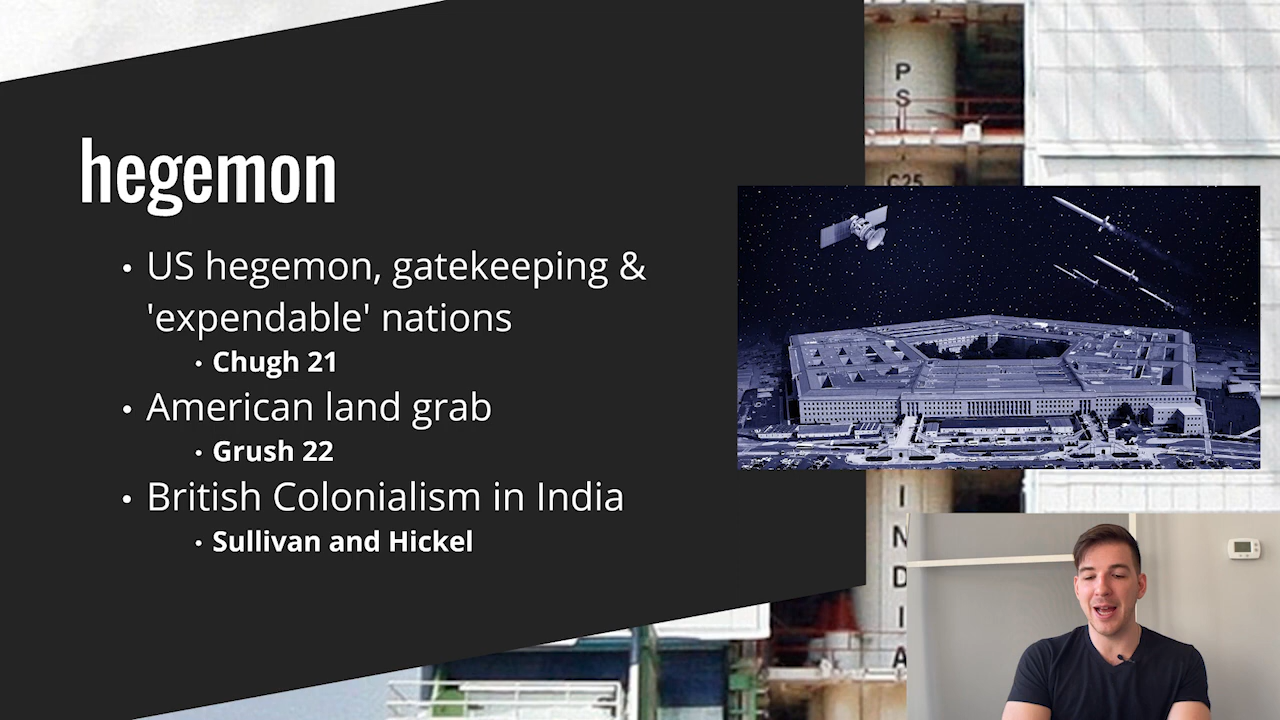 hegemon
• US hegemon, gatekeeping &
'expendable' nations
• Chugh 21
• American land grab
• Grush 22
• British Colonialism in India
• Sullivan and Hickel
P
S
C25
I
N
D
I
A